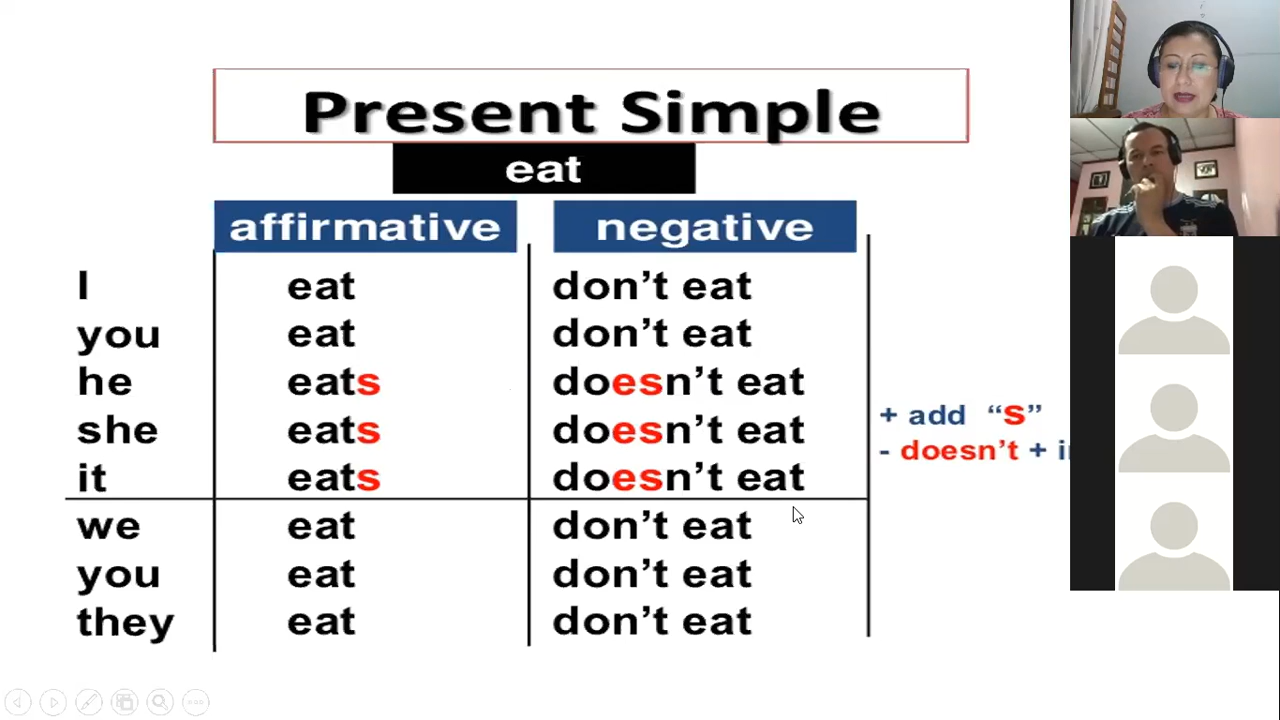 Present Simple
eat
affirmative negative
I eat don't eat
you eat don't eat
he eats doesn't eat
she eats doesn't eat
it eats doesn't eat
+ add “s”
- doesn't +
we eat don't eat
you eat don't eat
they eat don't eat